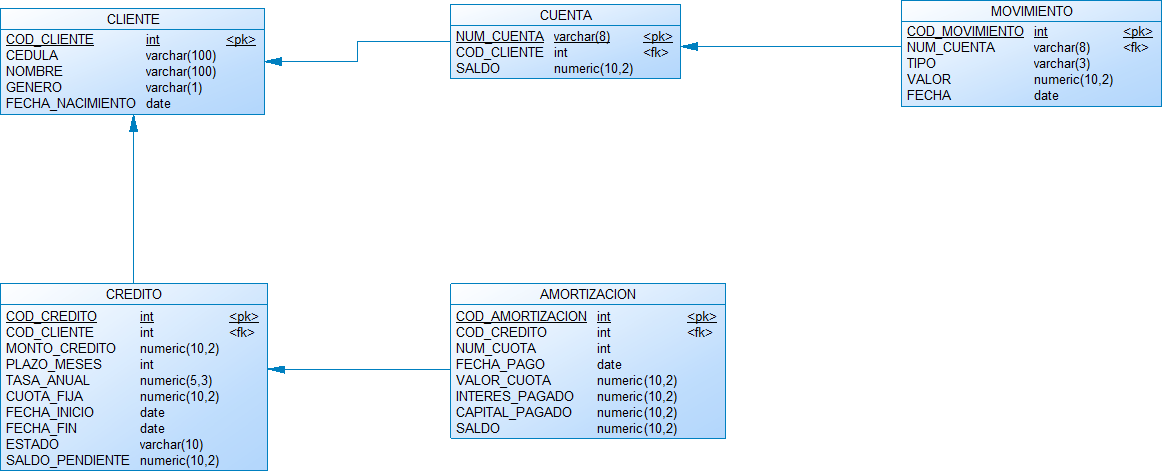 CLIENTE
COD_CLIENTE int <pk>
CEDULA varchar(100)
NOMBRE varchar(100)
GENERO varchar(1)
FECHA_NACIMIENTO date
CUENTA
NUM_CUENTA varchar(8) <pk>
COD_CLIENTE int <fk>
SALDO numeric(10,2)
MOVIMIENTO
COD_MOVIMIENTO int <pk>
NUM_CUENTA varchar(8) <fk>
TIPO varchar(3)
VALOR numeric(10,2)
FECHA date
CREDITO
COD_CREDITO int <pk>
COD_CLIENTE int <fk>
MONTO_CREDITO numeric(10,2)
PLAZO_MESES int
TASA_ANUAL numeric(5,3)
CUOTA_FIJA numeric(10,2)
FECHA_INICIO date
FECHA_FIN date
ESTADO varchar(10)
SALDO_PENDIENTE numeric(10,2)
AMORTIZACION
COD_AMORTIZACION int <pk>
COD_CREDITO int <fk>
NUM_CUOTA int
FECHA_PAGO date
VALOR_CUOTA numeric(10,2)
INTERES_PAGADO numeric(10,2)
CAPITAL_PAGADO numeric(10,2)
SALDO numeric(10,2)